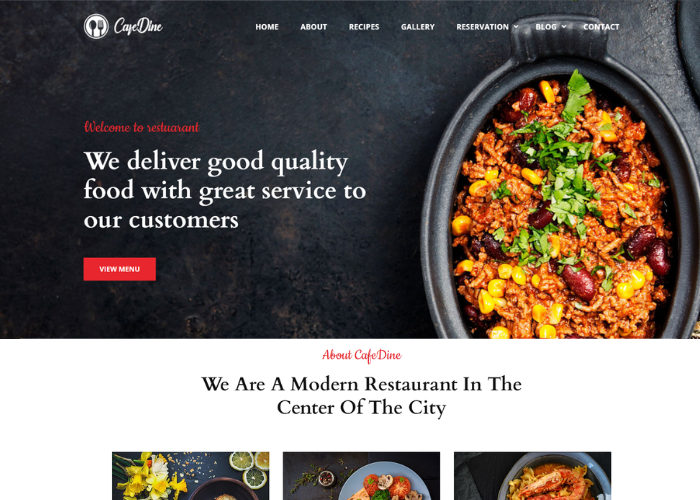 CafeDine
HOME ABOUT RECIPES GALLERY RESERVATION BLOG CONTACT
Welcome to restuarant
We deliver good quality
food with great service to
our customers
VIEW MENU
About CafeDine
We Are A Modern Restaurant In The
Center Of The City